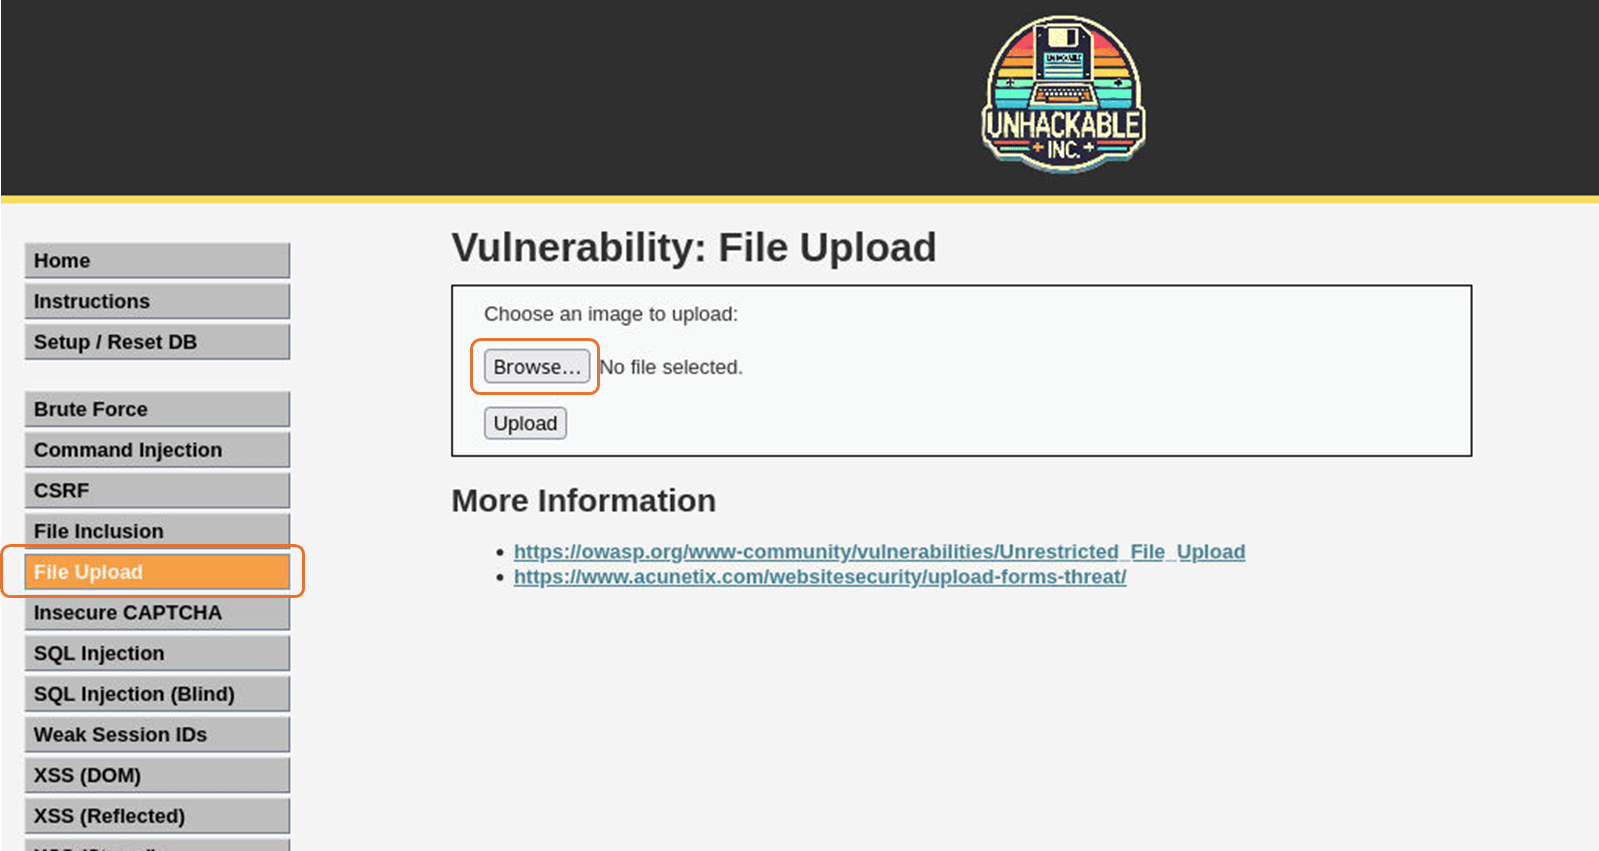 UNHACKABLE
UNHACKABLE
INC.
Home
Instructions
Setup / Reset DB
Brute Force
Command Injection
CSRF
File Inclusion
File Upload
Insecure CAPTCHA
SQL Injection
SQL Injection (Blind)
Weak Session IDs
XSS (DOM)
XSS (Reflected)
Vulnerability: File Upload
Choose an image to upload:
Browse... No file selected.
Upload
More Information
https://owasp.org/www-community/vulnerabilities/Unrestricted_File_Upload
https://www.acunetix.com/websitesecurity/upload-forms-threat/